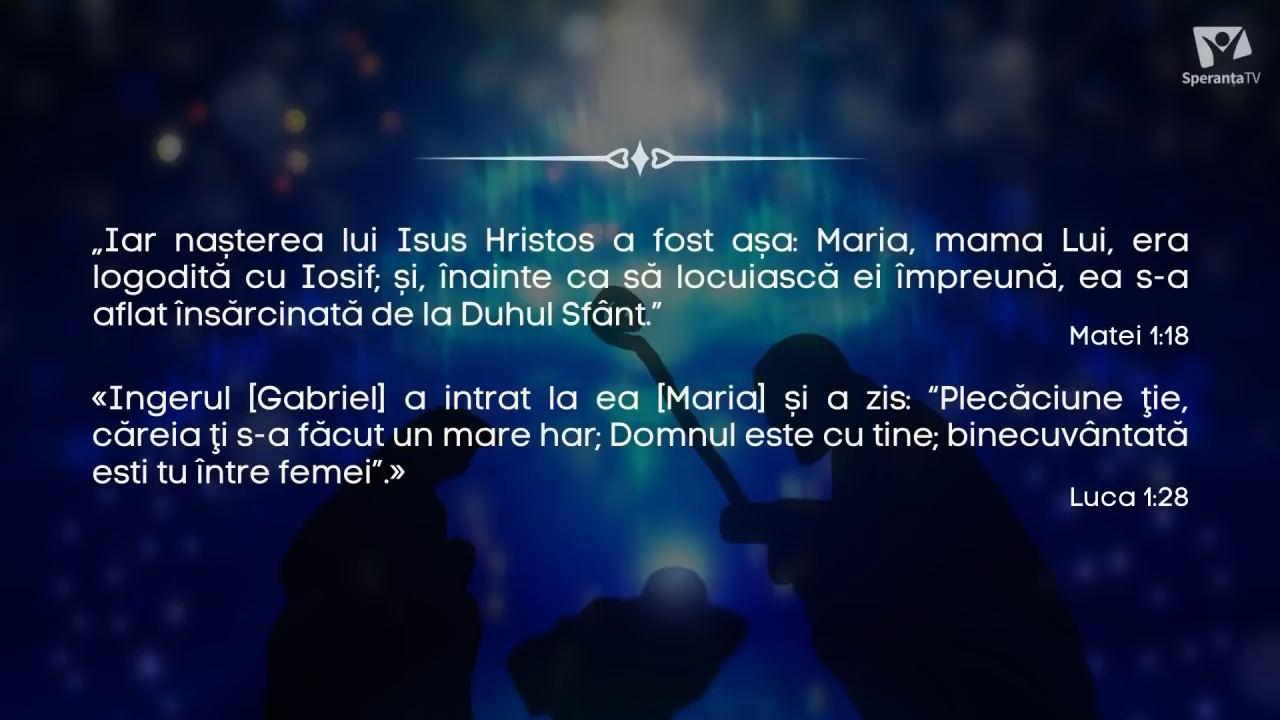 SperanțaTV
„Iar nașterea lui Isus Hristos a fost așa: Maria, mama Lui, era
logodită cu Iosif; și, înainte ca să locuiască ei împreună, ea s-a
aflat însărcinată de la Duhul Sfânt.”
Matei 1:18
«Ingerul [Gabriel] a intrat la ea [Maria] și a zis: “Plecăciune ţie,
căreia ţi s-a făcut un mare har; Domnul este cu tine; binecuvântată
esti tu între femei”.»
Luca 1:28